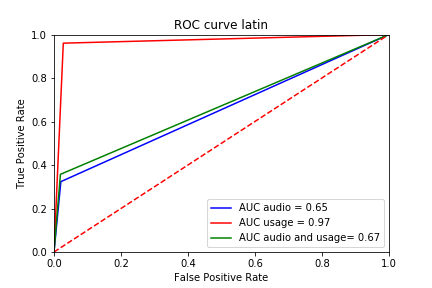 ROC curve latin
True Positive Rate
1.0
0.8
0.6
0.4
0.2
0.0
AUC audio = 0.65
AUC usage = 0.97
AUC audio and usage= 0.67
0.0 0.2 0.4 0.6 0.8 1.0
False Positive Rate